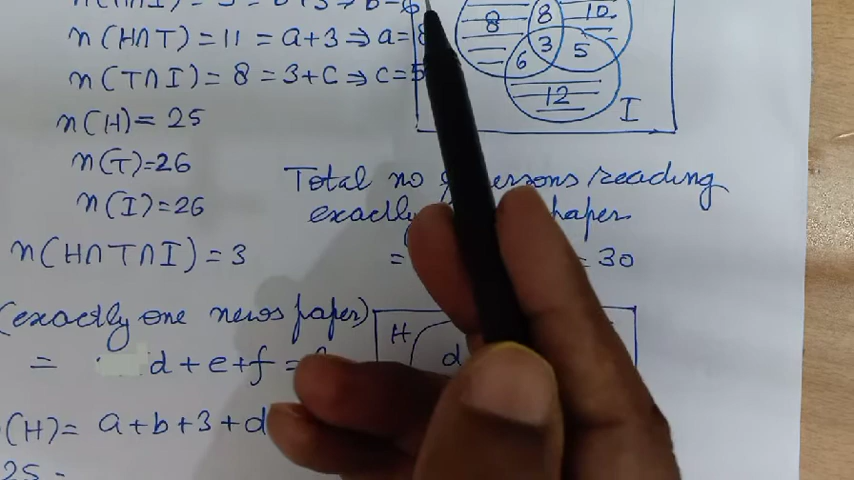 n(H∩T) = 11 = a+3 ⇒ a=8
n(T∩I) = 8 = 3+c ⇒ c=5
n(H) = 25
n(T)=26
n(I)=26
n(H∩T∩I) = 3
8
8
10
3
6
5
12
I
Total no persons reading
exactly paper
= = 30
(exactly one news paper)
= d+e+f =
H
d
(H)= a+b+3+d
25 =